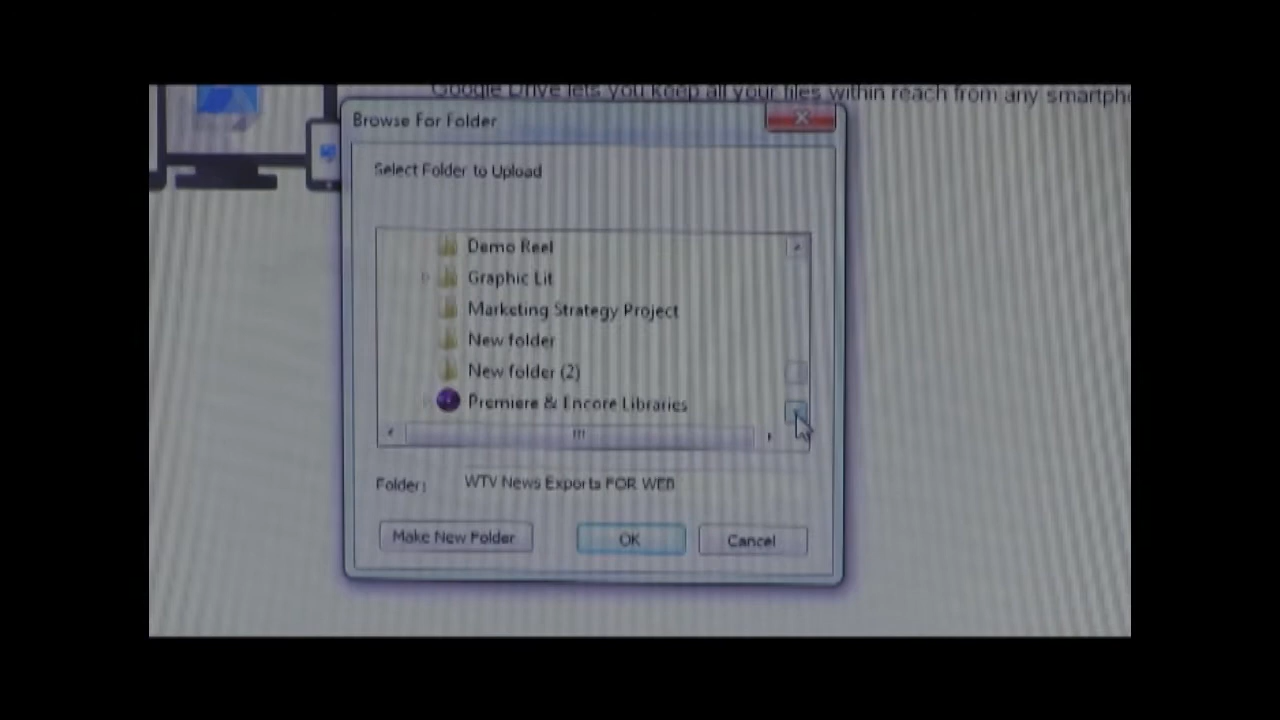 Google Drive lets you keep all your files within reach from any smartpho
Browse For Folder
Select Folder to Upload
Demo Reel
Graphic Lit
Marketing Strategy Project
New folder
New folder (2)
Premiere & Encore Libraries
Folder: WTV News Exports FOR WEB
Make New Folder OK Cancel